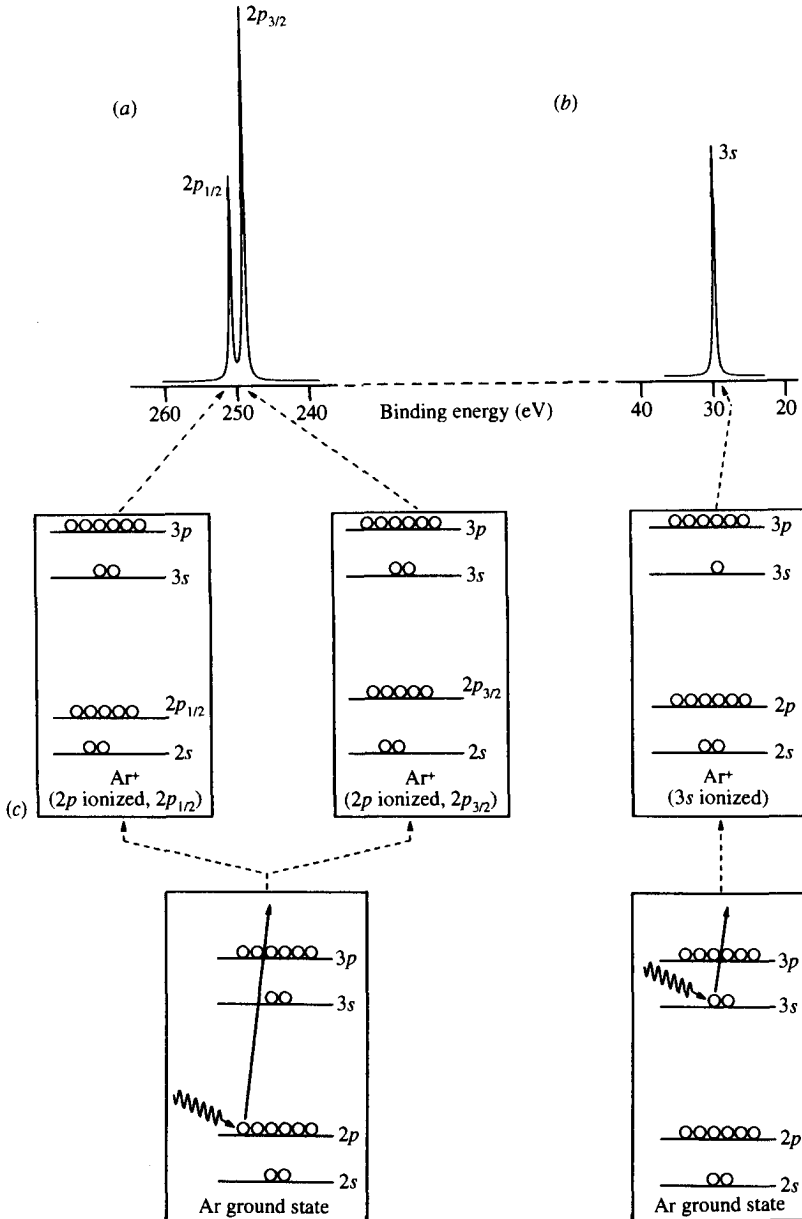 2p3/2
(a)
(b)
3s
2p1/2
260 250 240 Binding energy (eV) 40 30 20
3p
3s
2p1/2
2s
Ar+
(2p ionized, 2p1/2)
3p
3s
2p3/2
2s
Ar+
(2p ionized, 2p3/2)
3p
3s
2p
2s
Ar+
(3s ionized)
(c)
3p
3s
2p
2s
Ar ground state
3p
3s
2p
2s
Ar ground state